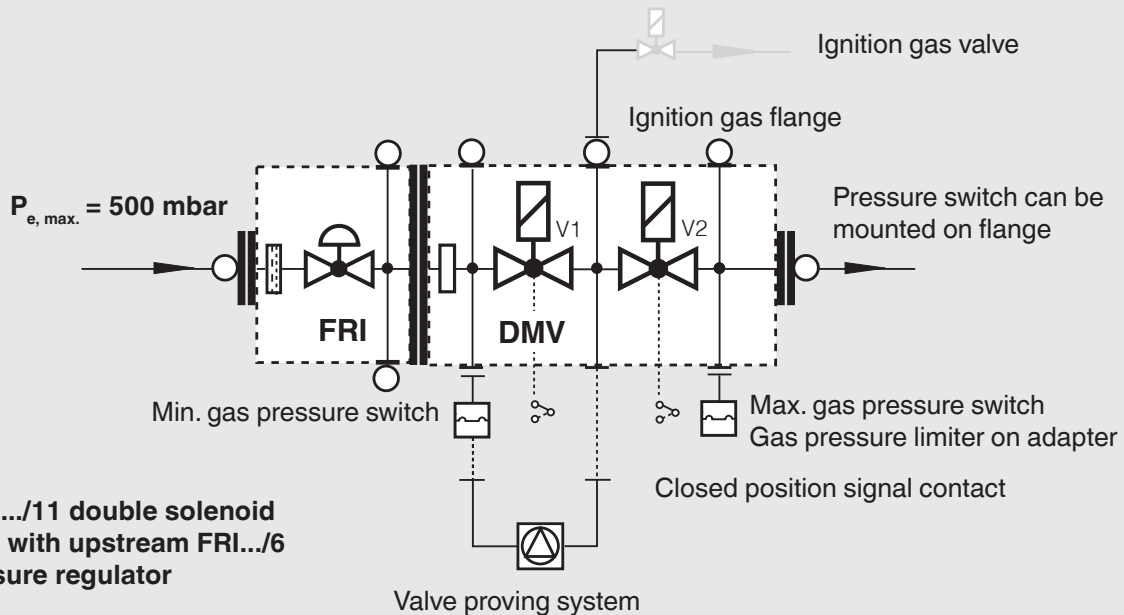 Ignition gas valve
Ignition gas flange
P e, max. = 500 mbar
Pressure switch can be
mounted on flange
V1
V2
FRI
DMV
Min. gas pressure switch
Max. gas pressure switch
Gas pressure limiter on adapter
Closed position signal contact
.../11 double solenoid
with upstream FRI.../6
regulator
Valve proving system